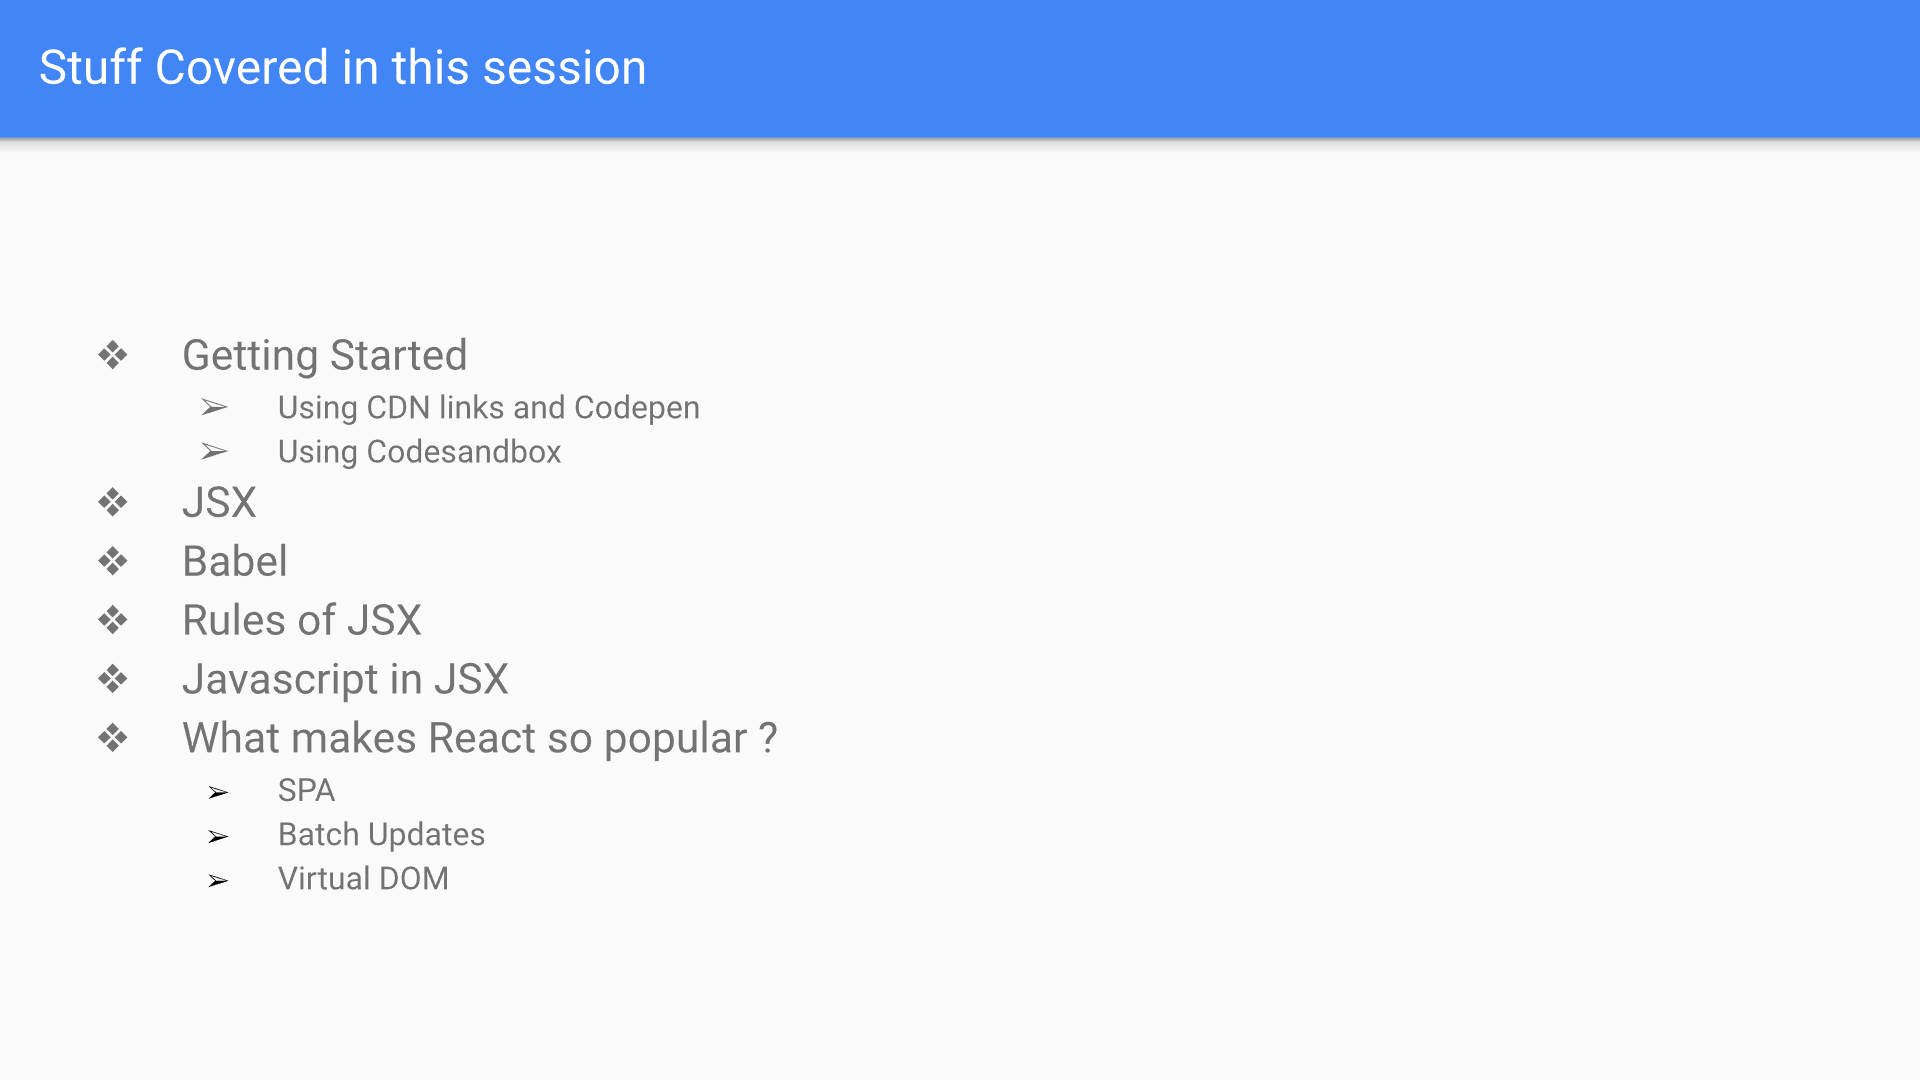 Stuff Covered in this session
❖ Getting Started
➢ Using CDN links and Codepen
➢ Using Codesandbox
❖ JSX
❖ Babel
❖ Rules of JSX
❖ Javascript in JSX
❖ What makes React so popular ?
➢ SPA
➢ Batch Updates
➢ Virtual DOM